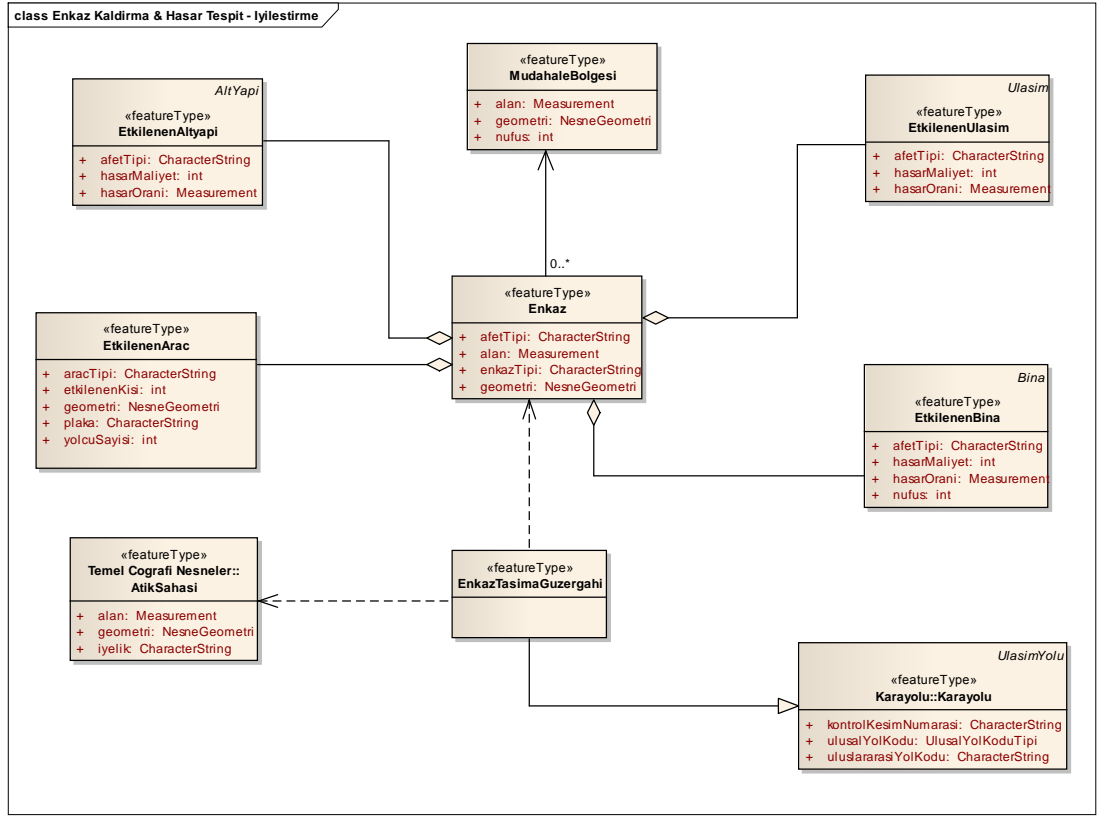 class Enkaz Kaldirma & Hasar Tespit - Iyilestirme
«featureType»
MudahaleBolgesi
+ alan: Measurement
+ geometri: NesneGeometri
+ nufus: int
AltYapi
«featureType»
EtkilenenAltyapi
+ afetTipi: CharacterString
+ hasarMaliyet: int
+ hasarOrani: Measurement
Ulasim
«featureType»
EtkilenenUlasim
+ afetTipi: CharacterString
+ hasarMaliyet: int
+ hasarOrani: Measurement
0..*
«featureType»
Enkaz
+ afetTipi: CharacterString
+ alan: Measurement
+ enkazTipi: CharacterString
+ geometri: NesneGeometri
«featureType»
EtkilenenArac
+ aracTipi: CharacterString
+ etkilenenKisi: int
+ geometri: NesneGeometri
+ plaka: CharacterString
+ yolcuSayisi: int
Bina
«featureType»
EtkilenenBina
+ afetTipi: CharacterString
+ hasarMaliyet: int
+ hasarOrani: Measurement
+ nufus: int
«featureType»
Temel Cografi Nesneler::
AtikSahasi
+ alan: Measurement
+ geometri: NesneGeometri
+ iyelik: CharacterString
«featureType»
EnkazTasimaGuzergahi
UlasimYolu
«featureType»
Karayolu::Karayolu
+ kontrolKesimNumarasi: CharacterString
+ ulusalYolKodu: UlusalYolKoduTipi
+ uluslararasiYolKodu: CharacterString